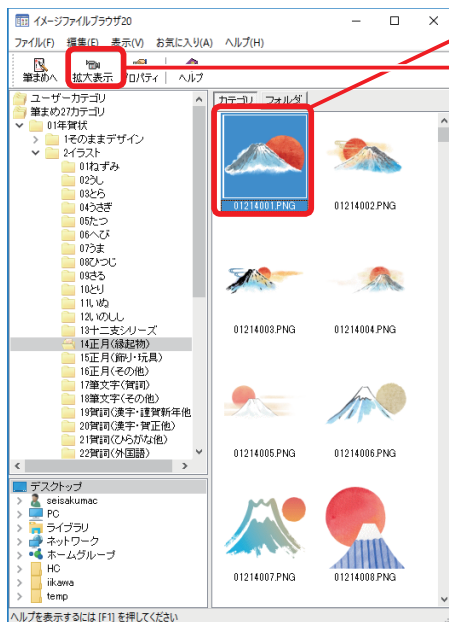 イメージファイルブラウザ20
ファイル(F) 編集(E) 表示(V) お気に入り(A) ヘルプ(H)
筆まめへ 拡大表示 プロパティ ヘルプ
ユーザーカテゴリ
筆まめ27カテゴリ
01年賀状
1そのままデザイン
2イラスト
01ねずみ
02うし
03とら
04うさぎ
05たつ
06へび
07うま
08ひつじ
09さる
10とり
11いぬ
12いのしし
13十二支シリーズ
14正月(縁起物)
15正月(飾り・玩具)
16正月(その他)
17筆文字(賀詞)
18筆文字(その他)
19賀詞(漢字・謹賀新年他
20賀詞(漢字・賀正他)
21賀詞(ひらがな他)
22賀詞(外国語)
デスクトップ
seisakumac
PC
ライブラリ
ネットワーク
ホームグループ
HC
iikawa
temp
カテゴリ フォルダ
01214001.PNG 01214002.PNG
01214003.PNG 01214004.PNG
01214005.PNG 01214006.PNG
01214007.PNG 01214008.PNG
ヘルプを表示するには [F1] を押してください